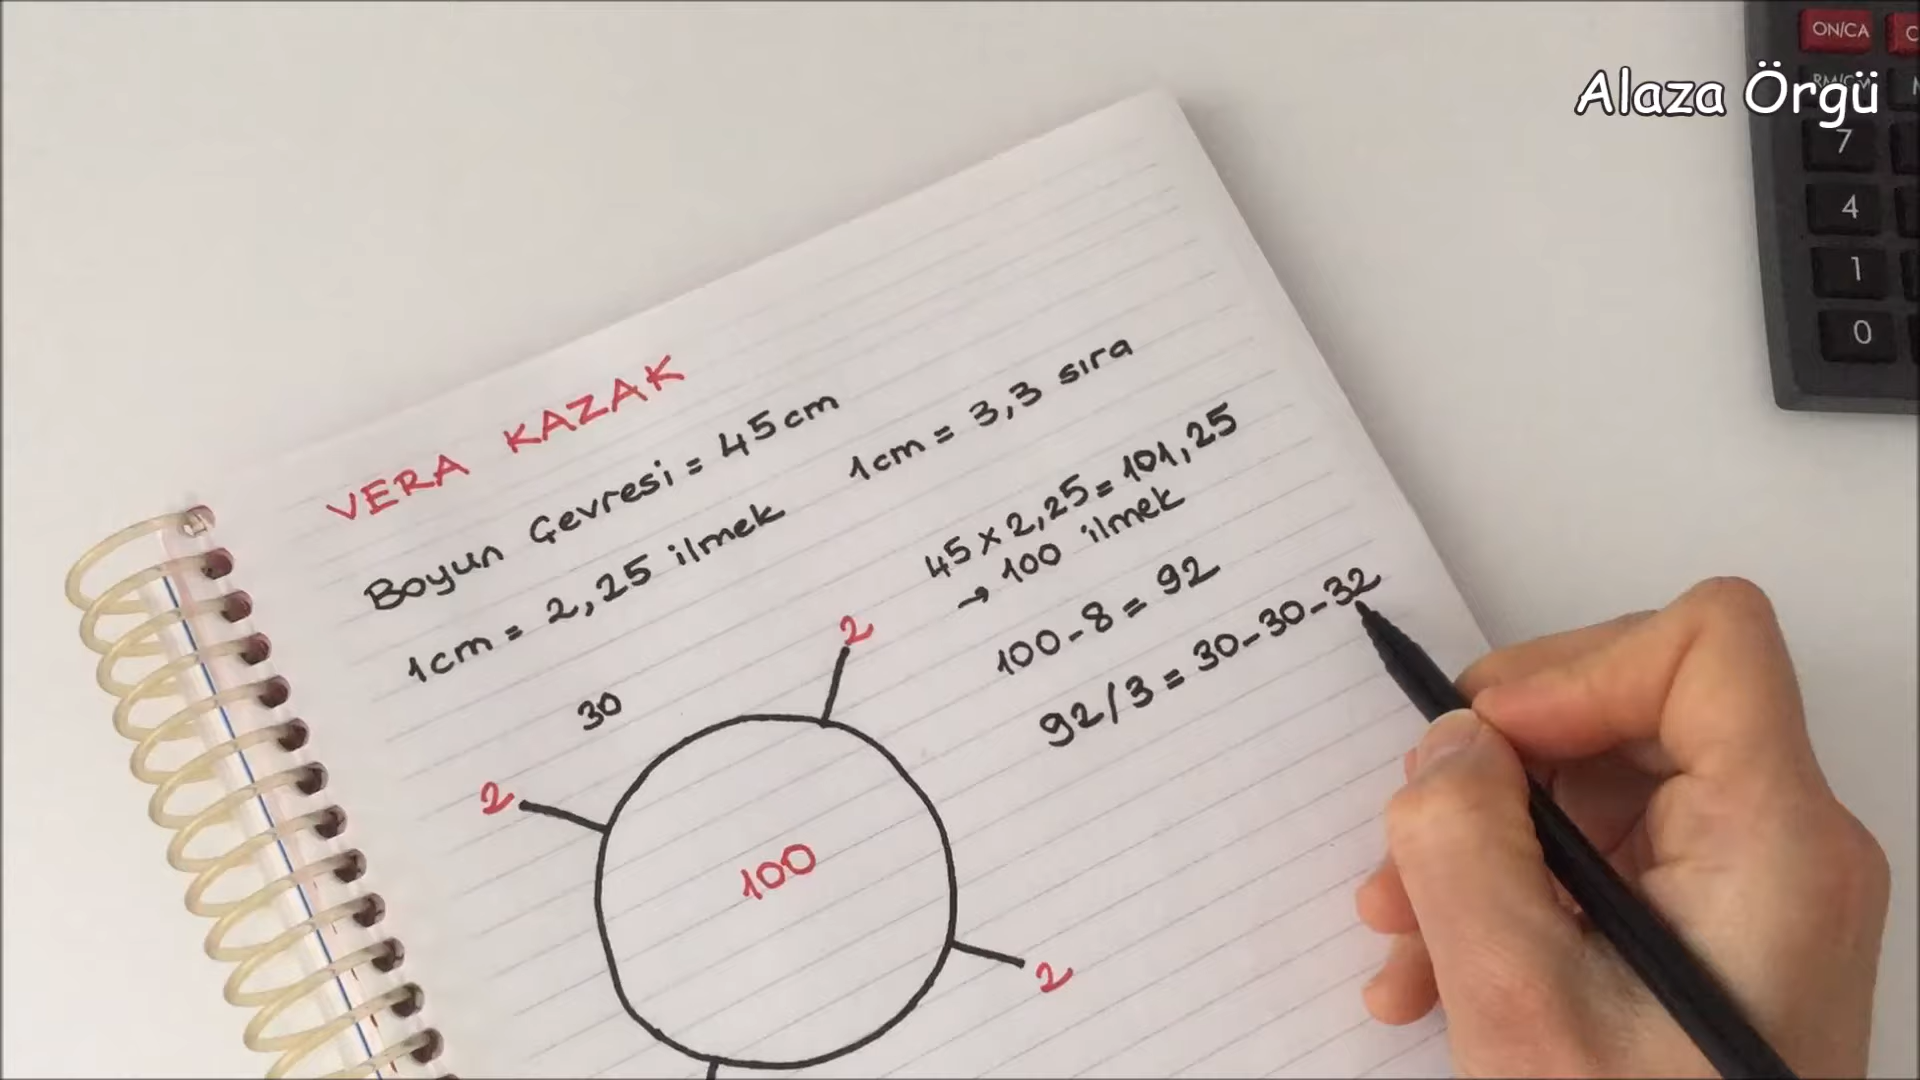 Alaza Örgü
ON/CA
C
RM/CM
M
7
4
1
0
VERA KAZAK
Boyun Çevresi = 45cm
1cm = 2,25 ilmek
1cm = 3,3 sıra
45 x 2,25 = 101,25
→ 100 ilmek
100 - 8 = 92
92/3 = 30-30-32
30
2
2
100
2